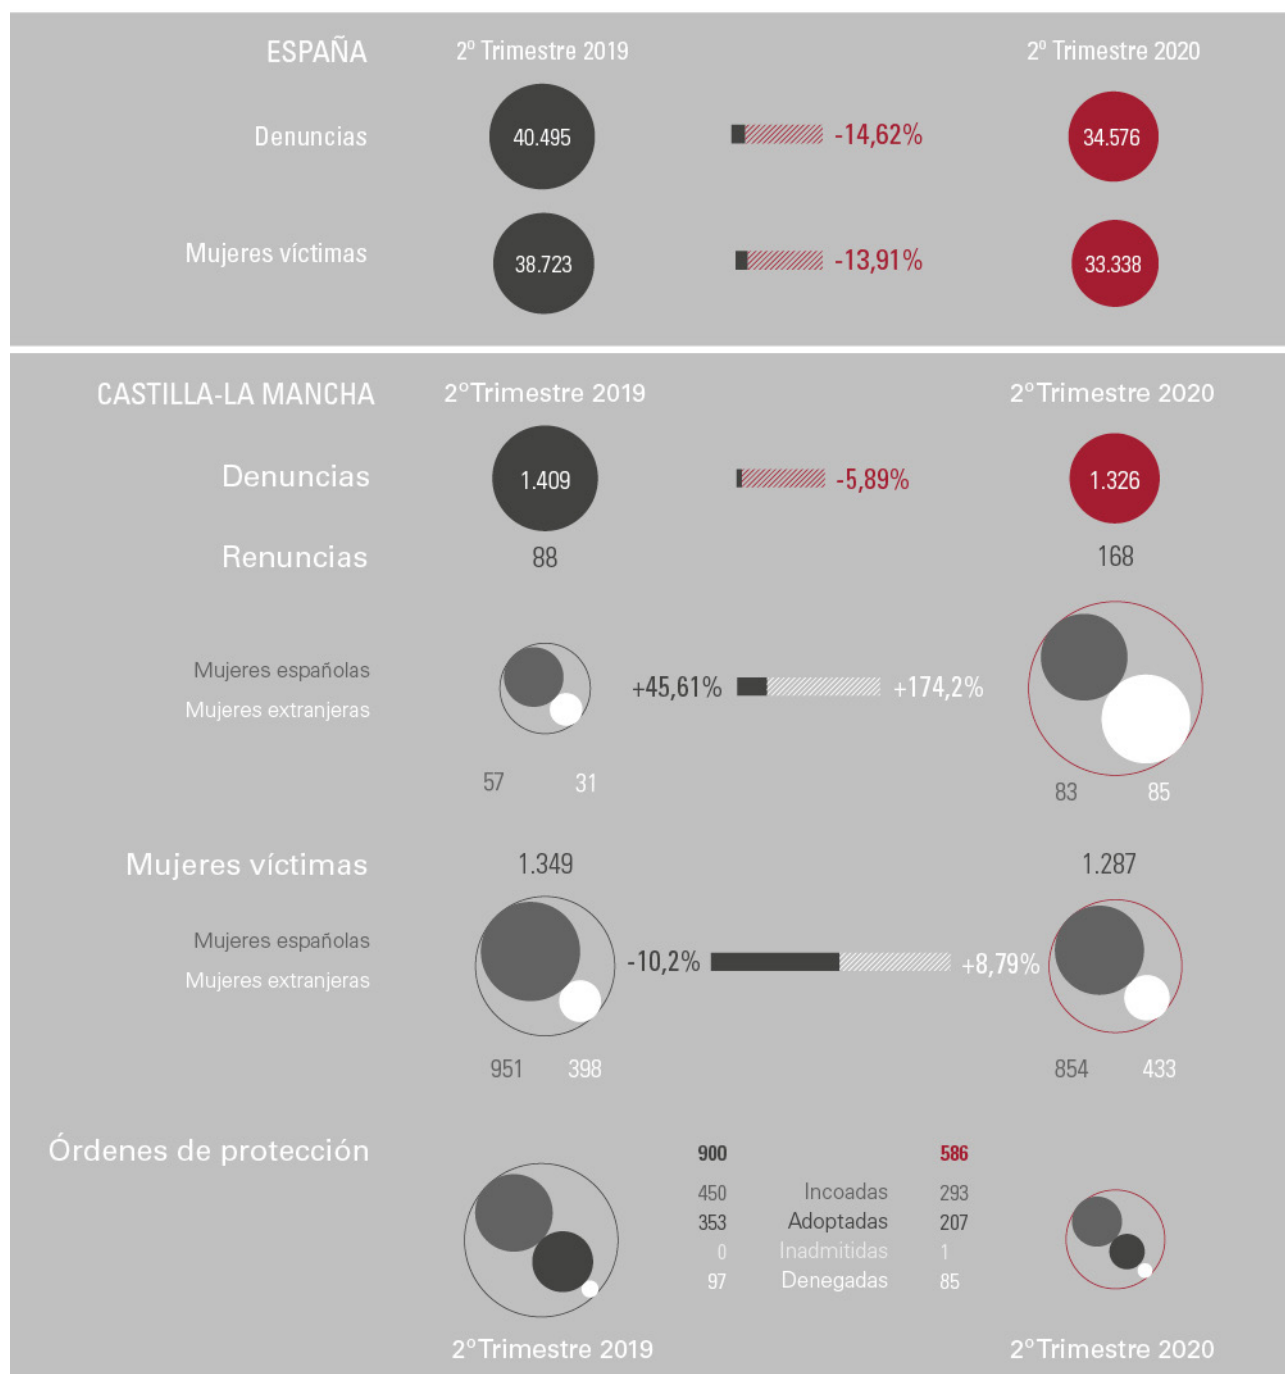 ESPAÑA 2º Trimestre 2019 2º Trimestre 2020
Denuncias 40.495 -14,62% 34.576
Mujeres víctimas 38.723 -13,91% 33.338
CASTILLA-LA MANCHA 2ºTrimestre 2019 2ºTrimestre 2020
Denuncias 1.409 -5,89% 1.326
Renuncias 88 168
Mujeres españolas
+45,61% +174,2%
Mujeres extranjeras
57 31 83 85
Mujeres víctimas 1.349 1.287
Mujeres españolas
-10,2% +8,79%
Mujeres extranjeras
951 398 854 433
Órdenes de protección 900 586
450 Incoadas 293
353 Adoptadas 207
0 Inadmitidas 1
97 Denegadas 85
2ºTrimestre 2019 2ºTrimestre 2020